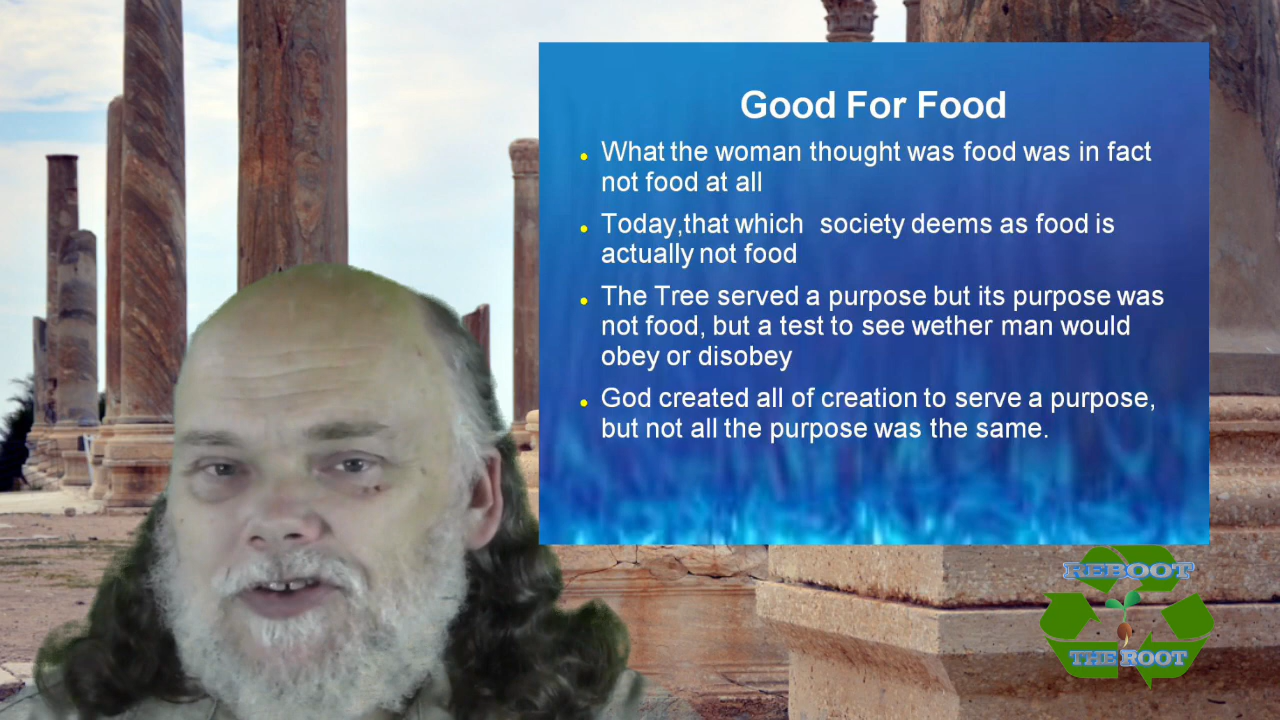 Good For Food
What the woman thought was food was in fact
not food at all
Today,that which society deems as food is
actually not food
The Tree served a purpose but its purpose was
not food, but a test to see wether man would
obey or disobey
God created all of creation to serve a purpose,
but not all the purpose was the same.
REBOOT
THE ROOT